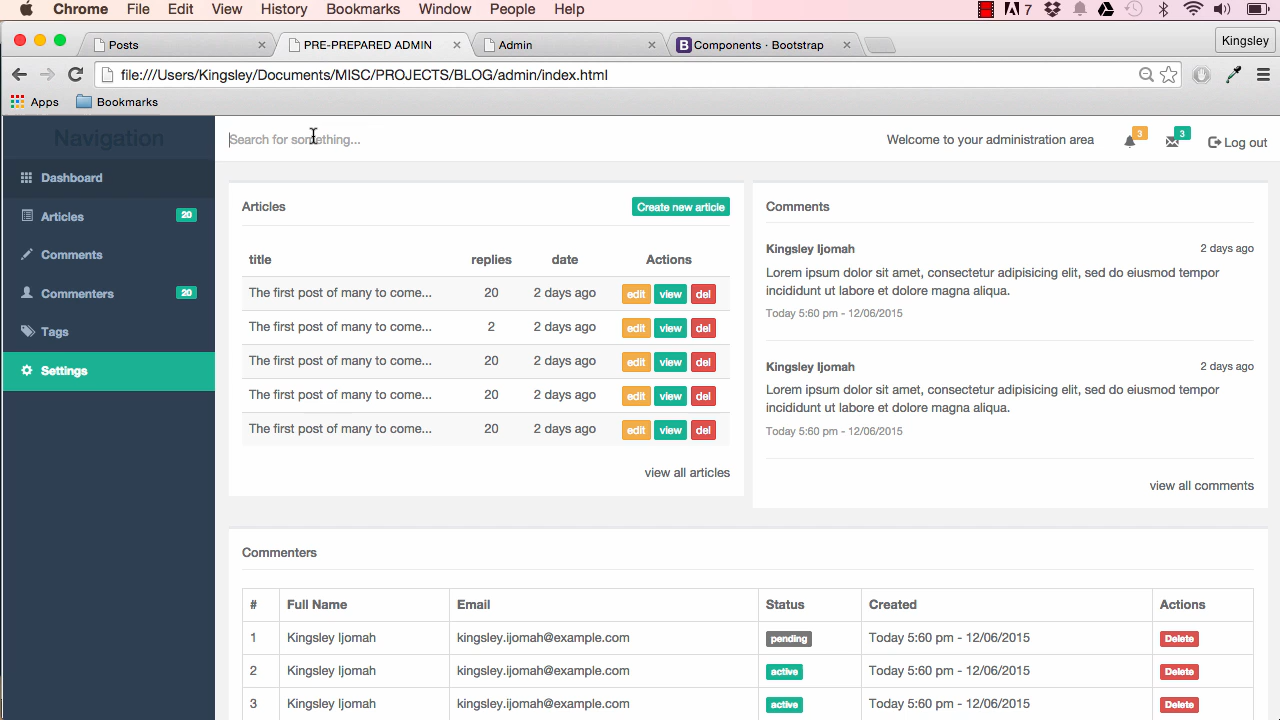 Chrome File Edit View History Bookmarks Window People Help 7
Posts PRE-PREPARED ADMIN Admin Components · Bootstrap Kingsley
file:///Users/Kingsley/Documents/MISC/PROJECTS/BLOG/admin/index.html
Apps Bookmarks
Navigation
Search for something...
Welcome to your administration area 3 3 Log out
Dashboard
Articles 20
Comments
Commenters 20
Tags
Settings
Articles Create new article
title replies date Actions
The first post of many to come... 20 2 days ago edit view del
The first post of many to come... 2 2 days ago edit view del
The first post of many to come... 20 2 days ago edit view del
The first post of many to come... 20 2 days ago edit view del
The first post of many to come... 20 2 days ago edit view del
view all articles
Comments
Kingsley Ijomah 2 days ago
Lorem ipsum dolor sit amet, consectetur adipisicing elit, sed do eiusmod tempor
incididunt ut labore et dolore magna aliqua.
Today 5:60 pm - 12/06/2015
Kingsley Ijomah 2 days ago
Lorem ipsum dolor sit amet, consectetur adipisicing elit, sed do eiusmod tempor
incididunt ut labore et dolore magna aliqua.
Today 5:60 pm - 12/06/2015
view all comments
Commenters
# Full Name Email Status Created Actions
1 Kingsley Ijomah kingsley.ijomah@example.com pending Today 5:60 pm - 12/06/2015 Delete
2 Kingsley Ijomah kingsley.ijomah@example.com active Today 5:60 pm - 12/06/2015 Delete
3 Kingsley Ijomah kingsley.ijomah@example.com active Today 5:60 pm - 12/06/2015 Delete